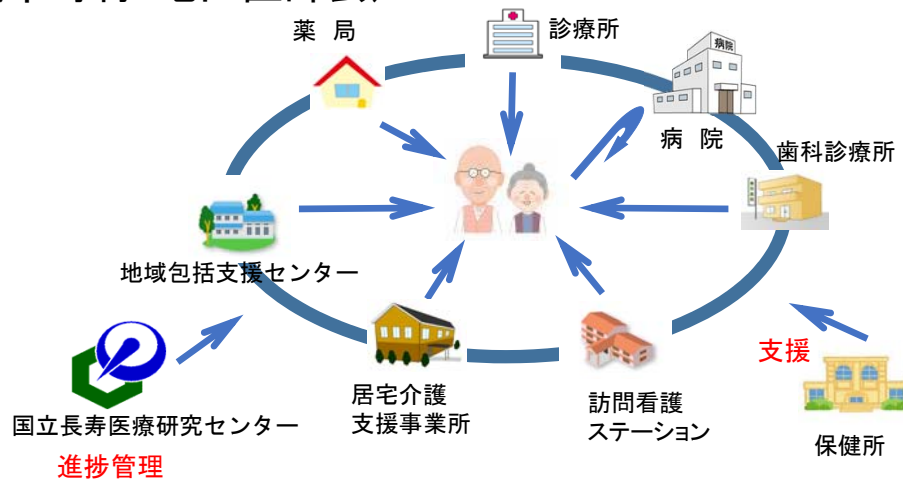 薬 局
診療所
病院
病 院
歯科診療所
地域包括支援センター
居宅介護
支援事業所
訪問看護
ステーション
支援
保健所
国立長寿医療研究センター
進捗管理